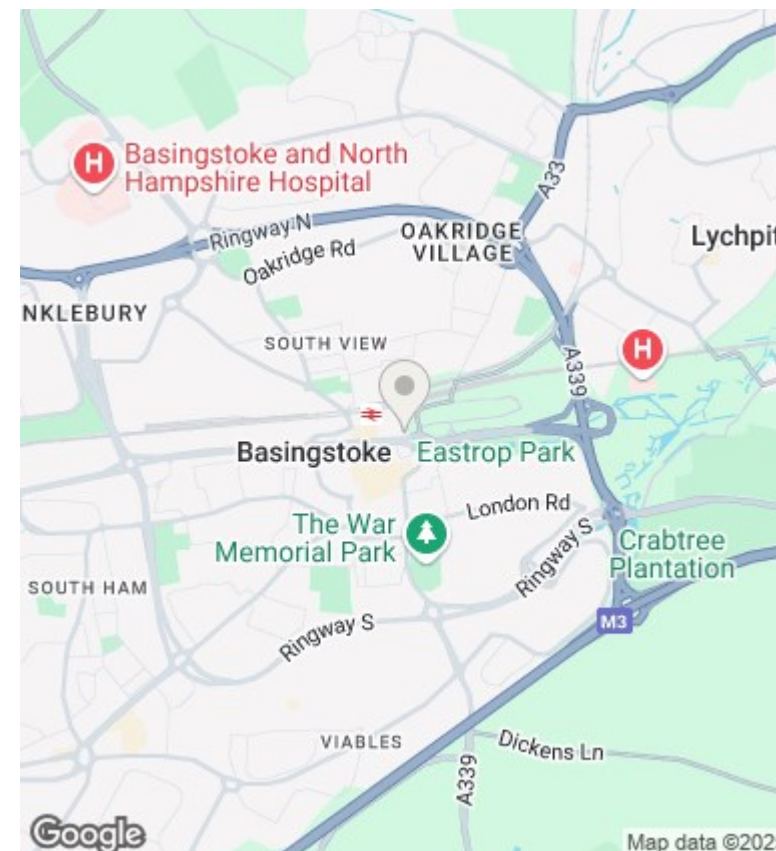 Basingstoke and North
Hampshire Hospital
A33
Ringway N
OAKRIDGE
VILLAGE
Lychpit
Oakridge Rd
NKLEBURY
SOUTH VIEW
H
H
A339
Basingstoke
Eastrop Park
London Rd
The War
Memorial Park
Ringway S
Crabtree
Plantation
SOUTH HAM
Ringway S
M3
VIABLES
Dickens Ln
A339
Google
Map data ©202